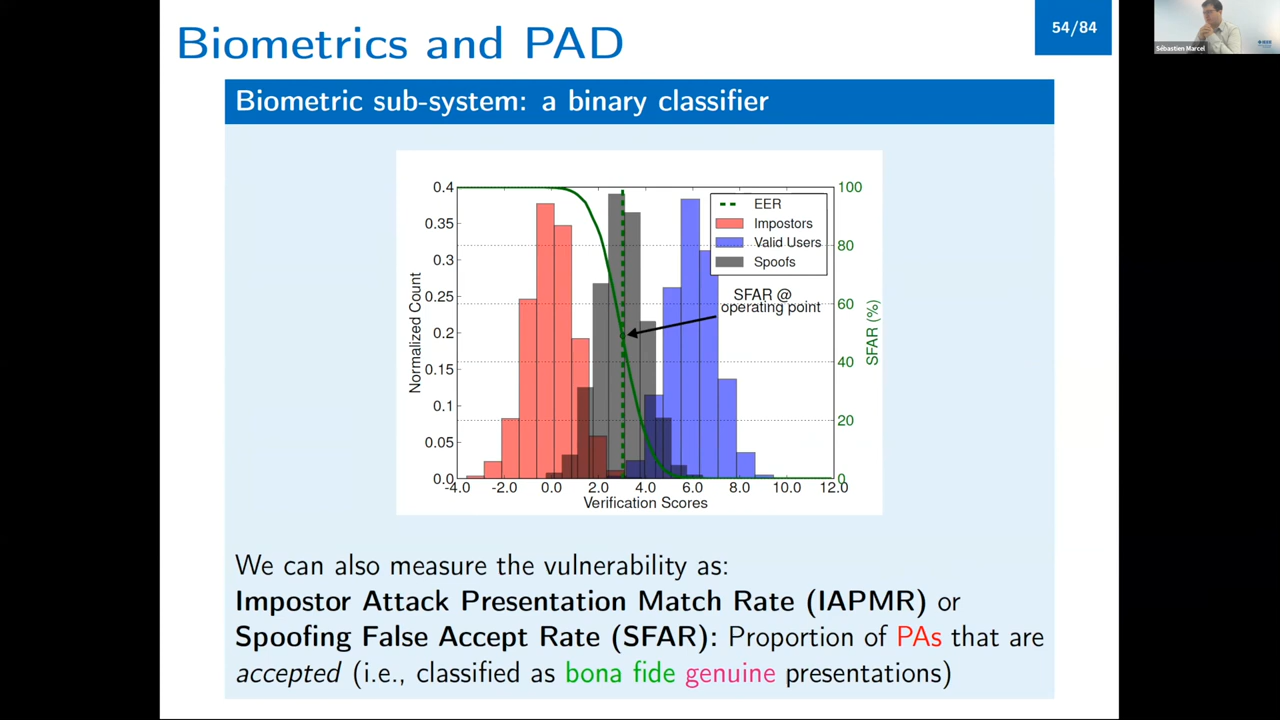 Biometrics and PAD
54/84
Sébastien Marcel
Biometric sub-system: a binary classifier
0.4
0.35
0.3
0.25
0.2
0.15
0.1
0.05
0.0
Normalized Count
-4.0 -2.0 0.0 2.0 4.0 6.0 8.0 10.0 12.0
Verification Scores
100
80
60
40
20
0
SFAR (%)
EER
Impostors
Valid Users
Spoofs
SFAR @
operating point
We can also measure the vulnerability as:
Impostor Attack Presentation Match Rate (IAPMR) or
Spoofing False Accept Rate (SFAR): Proportion of PAs that are
accepted (i.e., classified as bona fide genuine presentations)